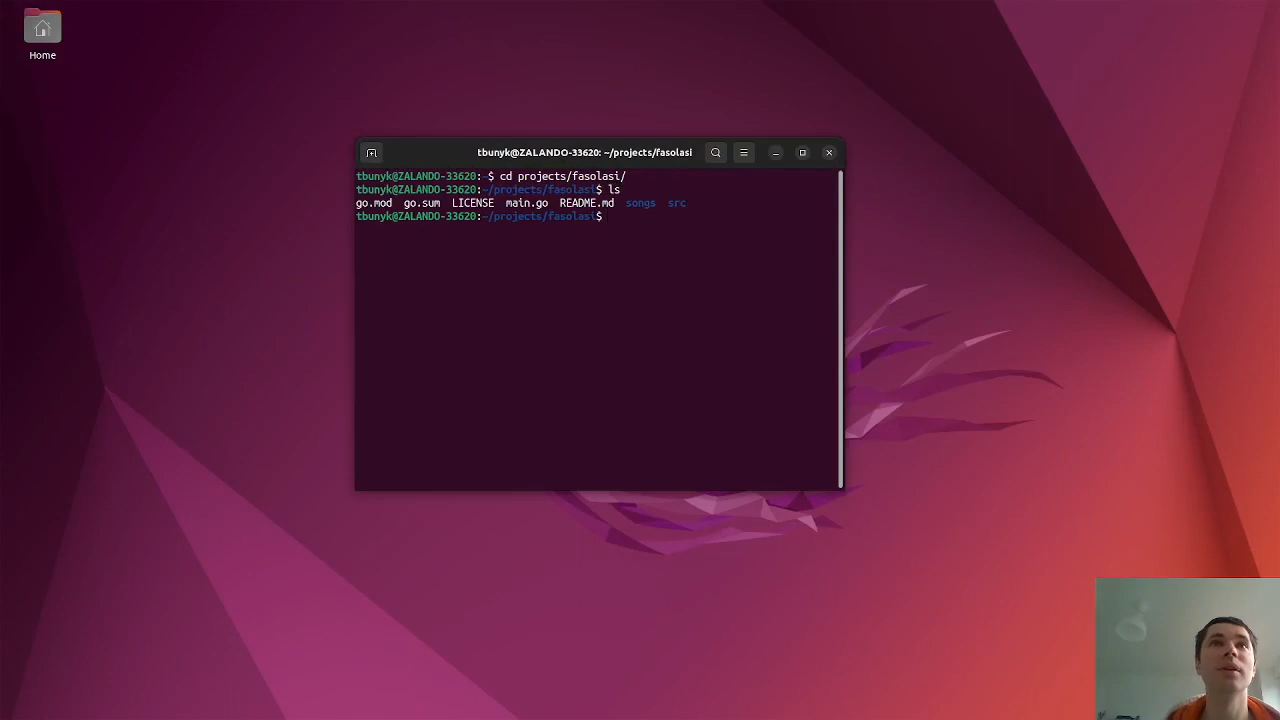 Home
tbunyk@ZALANDO-33620: ~/projects/fasolasi
tbunyk@ZALANDO-33620:~$ cd projects/fasolasi/
tbunyk@ZALANDO-33620:~/projects/fasolasi$ ls
go.mod go.sum LICENSE main.go README.md songs src
tbunyk@ZALANDO-33620:~/projects/fasolasi$